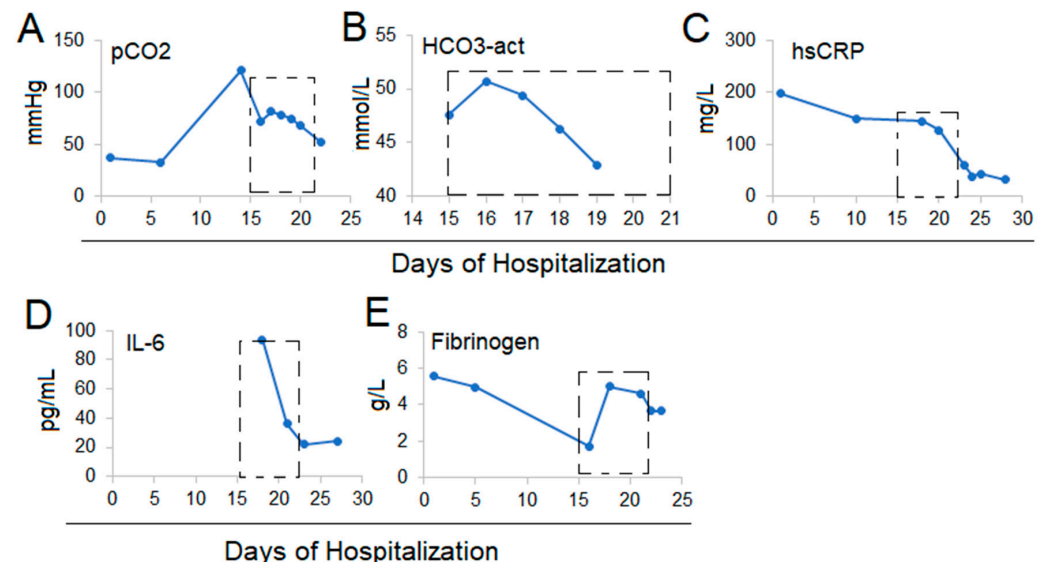 A
pCO2
mmHg
150
100
50
0
0 5 10 15 20 25
B
HCO3-act
mmol/L
55
50
45
40
14 15 16 17 18 19 20 21
C
hsCRP
mg/L
300
200
100
0
0 5 10 15 20 25 30
Days of Hospitalization
D
IL-6
pg/mL
100
80
60
40
20
0
0 5 10 15 20 25 30
E
Fibrinogen
g/L
8
6
4
2
0
0 5 10 15 20 25
Days of Hospitalization